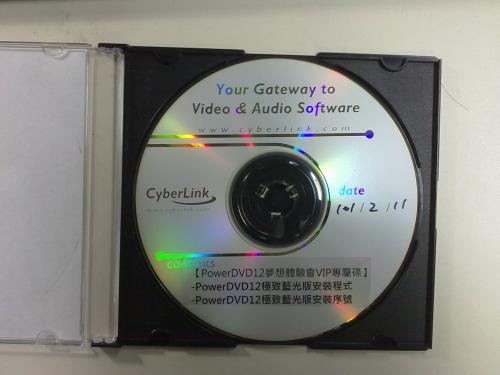 Your Gateway to
Video & Audio Software
www.cyberlink.com
CyberLink
www.cyberlink.com
date
101/2/11
contents
【PowerDVD12夢想體驗會VIP專屬碟】
-PowerDVD12極致藍光版安裝程式
-PowerDVD12極致藍光版安裝序號